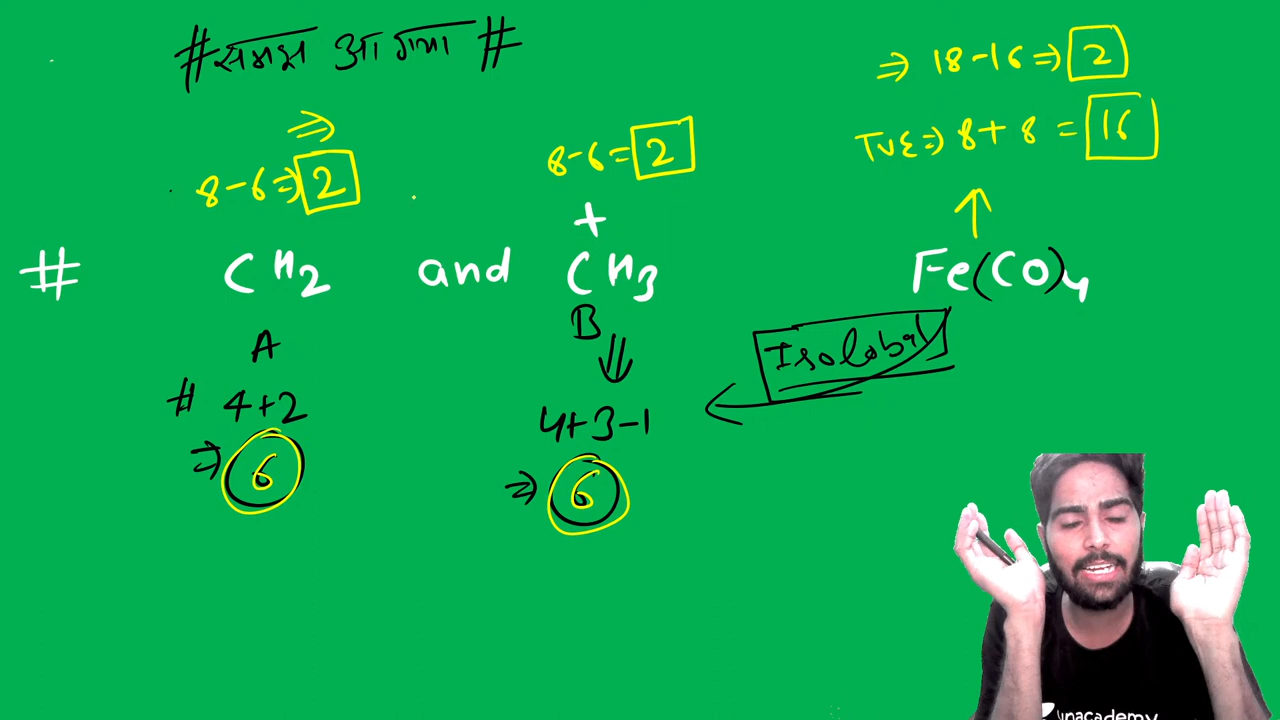 #समझ आ गया #
⇒ 18-16 ⇒ 2
TVE ⇒ 8 + 8 = 16
8-6 ⇒ 2
⇒
8-6 = 2
↑
# CH2 and +CH3 Fe(CO)4
A
B
⇓
Isolobal
←
# 4+2
⇒ 6
4+3-1
⇒ 6
unacademy